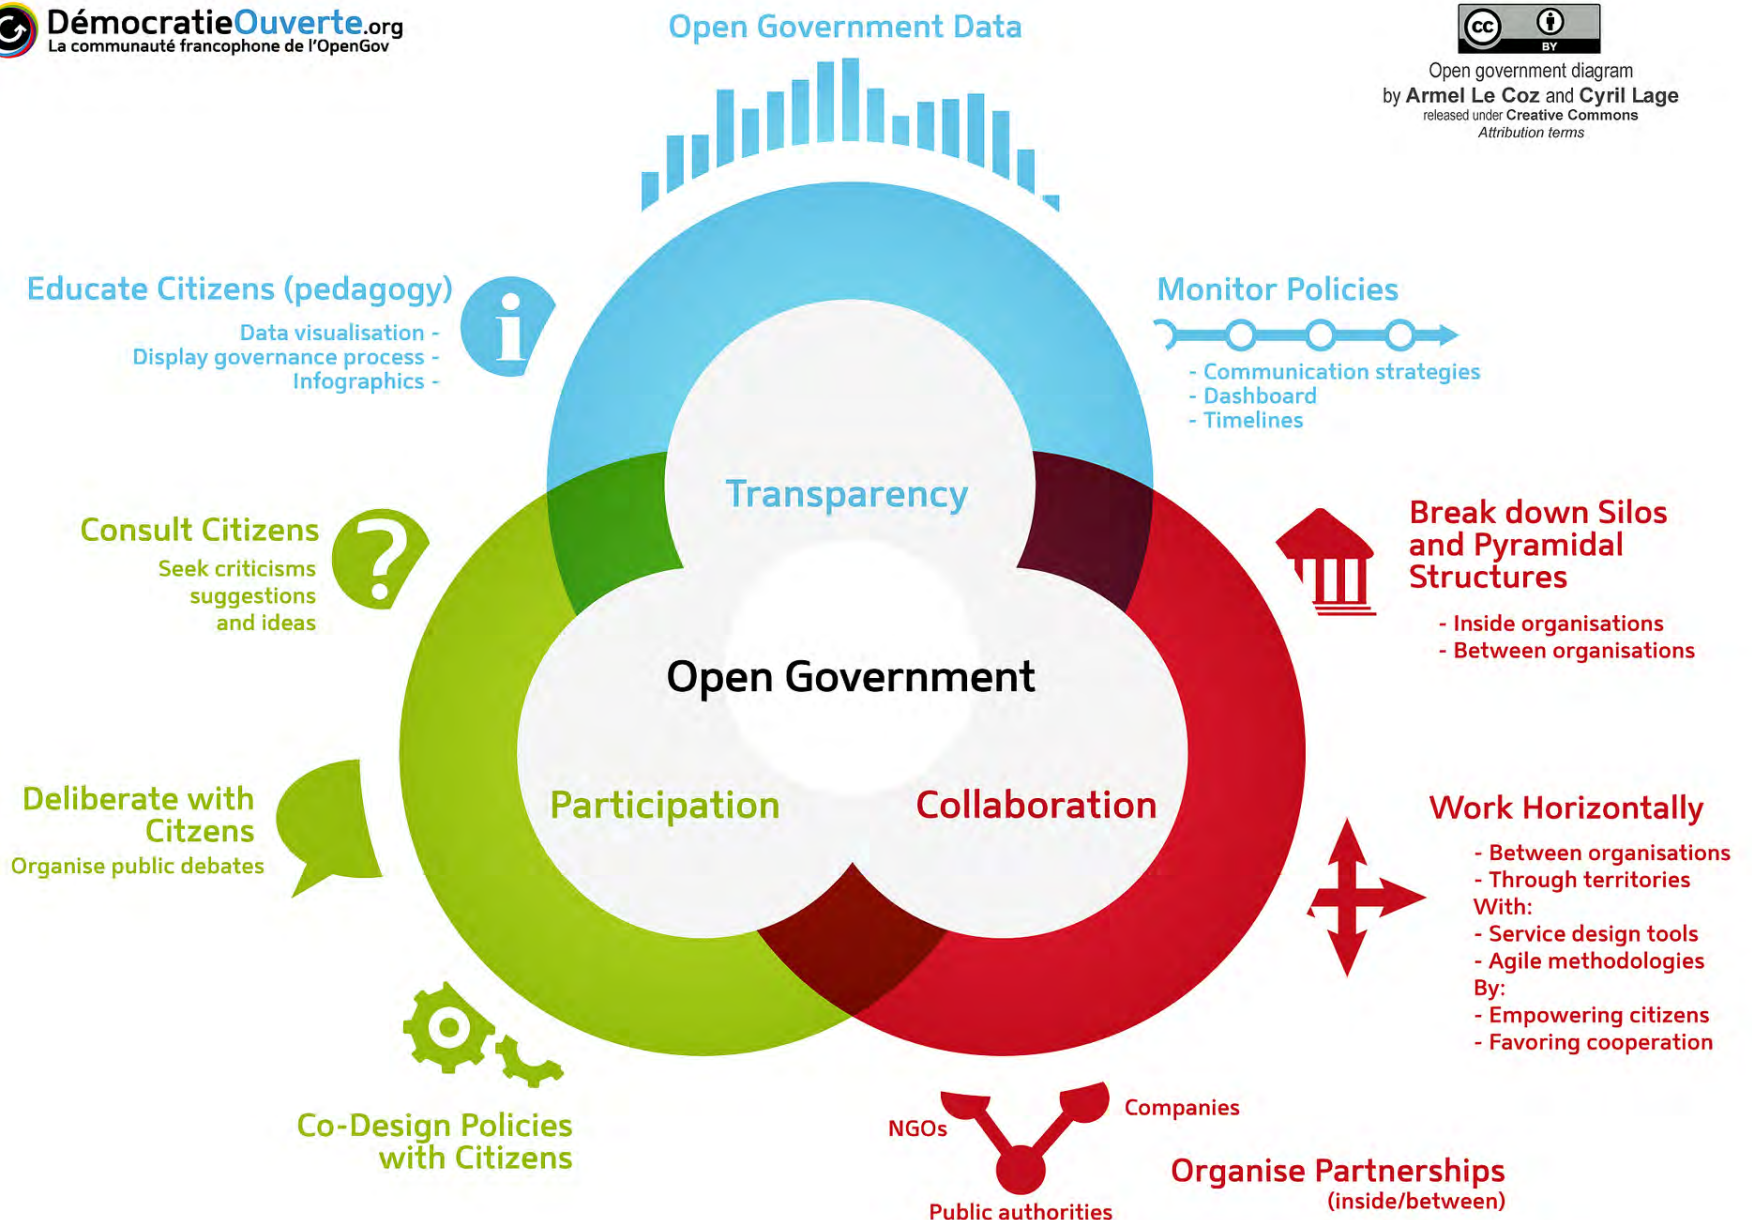 DémocratieOuverte.org
La communauté francophone de l'OpenGov
Open Government Data
cc
BY
Open government diagram
by Armel Le Coz and Cyril Lage
released under Creative Commons
Attribution terms
Educate Citizens (pedagogy)
Data visualisation -
Display governance process -
Infographics -
i
Monitor Policies
- Communication strategies
- Dashboard
- Timelines
Transparency
Consult Citizens
Seek criticisms
suggestions
and ideas
?
Break down Silos
and Pyramidal
Structures
- Inside organisations
- Between organisations
Open Government
Deliberate with
Citzens
Organise public debates
Participation
Collaboration
Work Horizontally
- Between organisations
- Through territories
With:
- Service design tools
- Agile methodologies
By:
- Empowering citizens
- Favoring cooperation
Co-Design Policies
with Citizens
NGOs
Companies
Public authorities
Organise Partnerships
(inside/between)